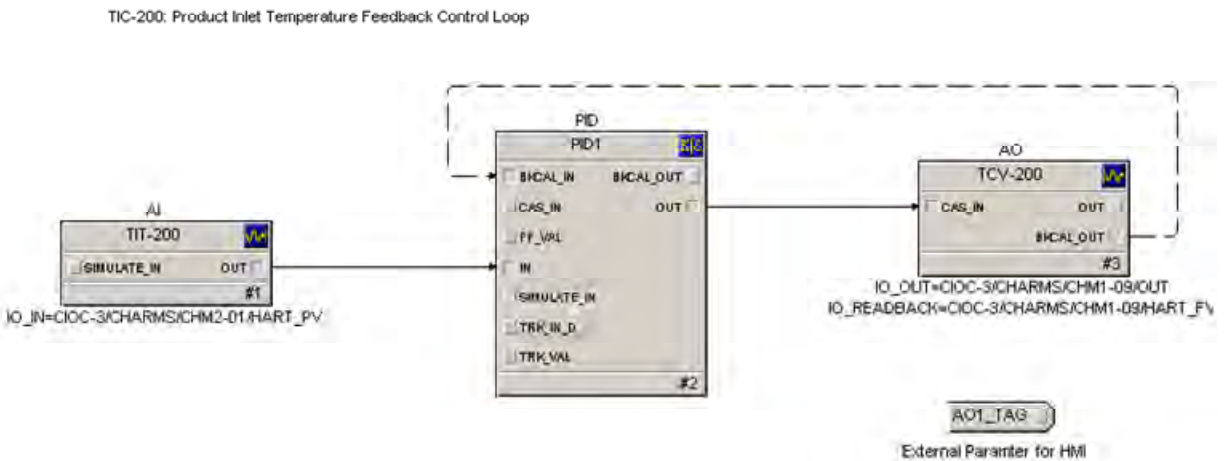 TIC-200: Product Inlet Temperature Feedback Control Loop
AI
TIT-200
SIMULATE_IN OUT
#1
IO_IN=CIOC-3/CHARMS/CHM2-01/HART_PV
PID
PID1
BKCAL_IN BKCAL_OUT
CAS_IN OUT
FF_VAL
IN
SIMULATE_IN
TRK_IN_D
TRK_VAL
#2
AO
TCV-200
CAS_IN OUT
BKCAL_OUT
#3
IO_OUT=CIOC-3/CHARMS/CHM1-09/OUT
IO_READBACK=CIOC-3/CHARMS/CHM1-09/HART_FV
AO1_TAG
External Paramter for HMI